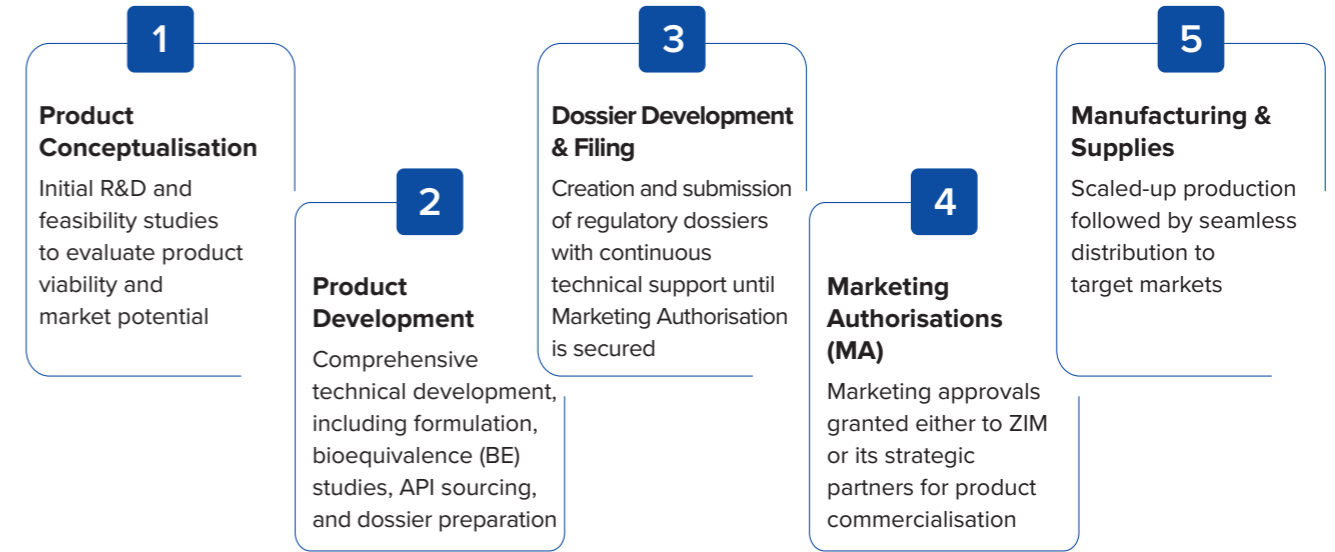 1
Product
Conceptualisation
Initial R&D and
feasibility studies
to evaluate product
viability and
market potential
2
Product
Development
Comprehensive
technical development,
including formulation,
bioequivalence (BE)
studies, API sourcing,
and dossier preparation
3
Dossier Development
& Filing
Creation and submission
of regulatory dossiers
with continuous
technical support until
Marketing Authorisation
is secured
4
Marketing
Authorisations
(MA)
Marketing approvals
granted either to ZIM
or its strategic
partners for product
commercialisation
5
Manufacturing &
Supplies
Scaled-up production
followed by seamless
distribution to
target markets